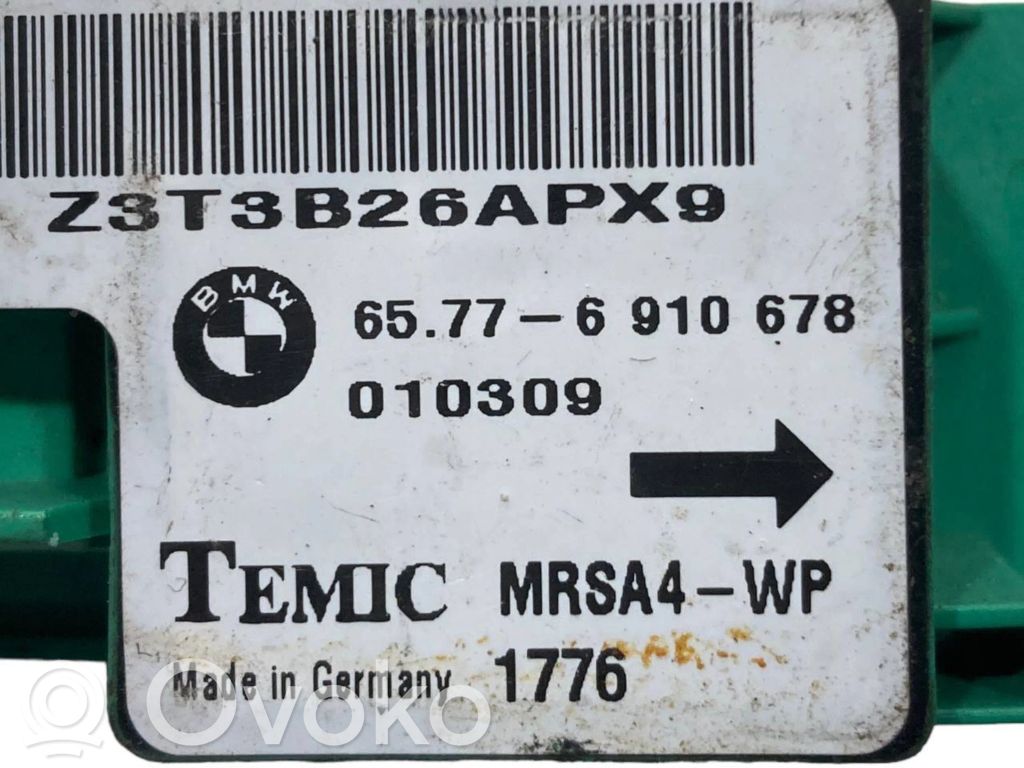 Z3T3B26APX9
BMW
65.77-6 910 678
010309
TEMIC MRSA4-WP
Made in Germany 1776
Ovoko